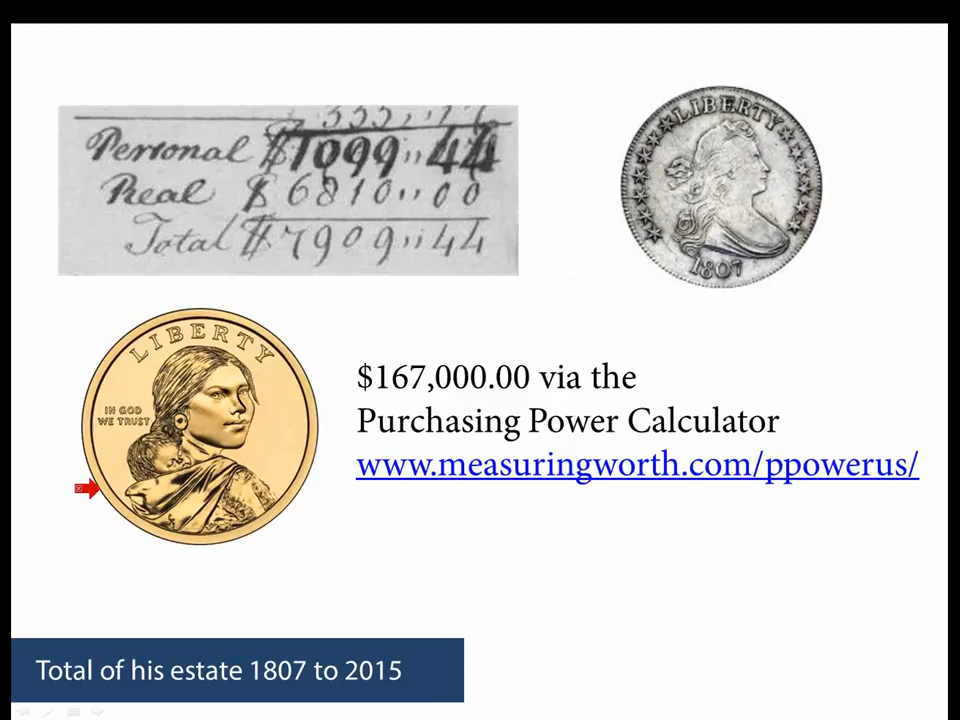 Personal $1099,,44
Real $6810,,00
Total $7909,,44
LIBERTY
1807
LIBERTY
IN GOD
WE TRUST
$167,000.00 via the
Purchasing Power Calculator
www.measuringworth.com/ppowerus/
Total of his estate 1807 to 2015